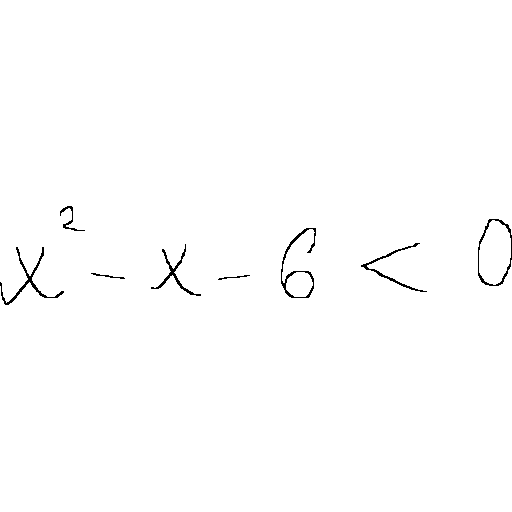 x² - x - 6 < 0